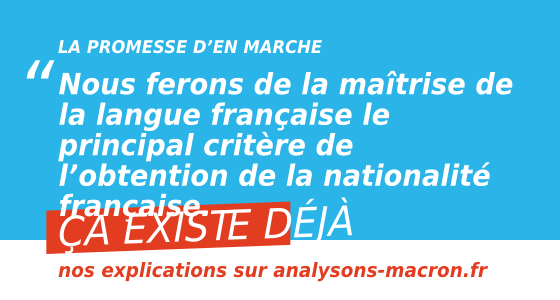 LA PROMESSE D’EN MARCHE
“ Nous ferons de la maîtrise de
la langue française le
principal critère de
l’obtention de la nationalité
française
ÇA EXISTE DÉJÀ
nos explications sur analysons-macron.fr